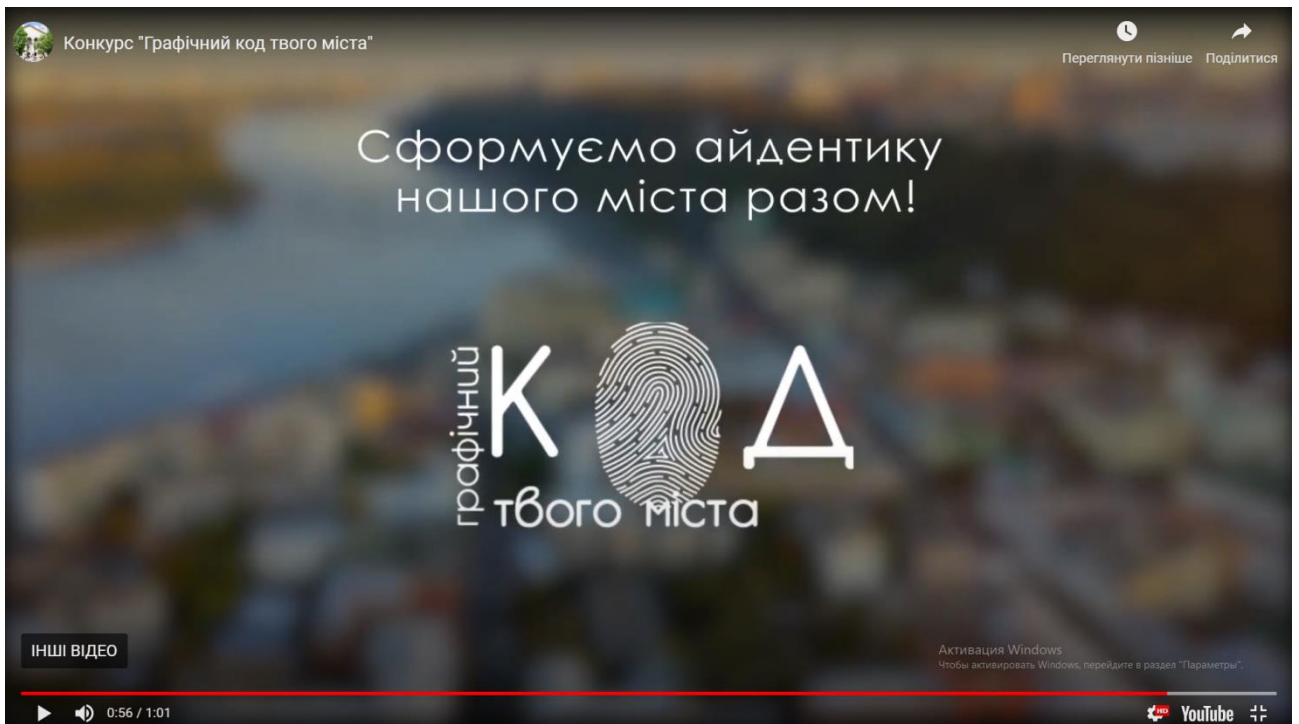 Конкурс "Графічний код твого міста"
Переглянути пізніше
Поділитися
Сформуємо айдентику
нашого міста разом!
графічний
КОД
твого міста
ІНШІ ВІДЕО
Активация Windows
Чтобы активировать Windows, перейдите в раздел "Параметры".
0:56 / 1:01
HD
YouTube